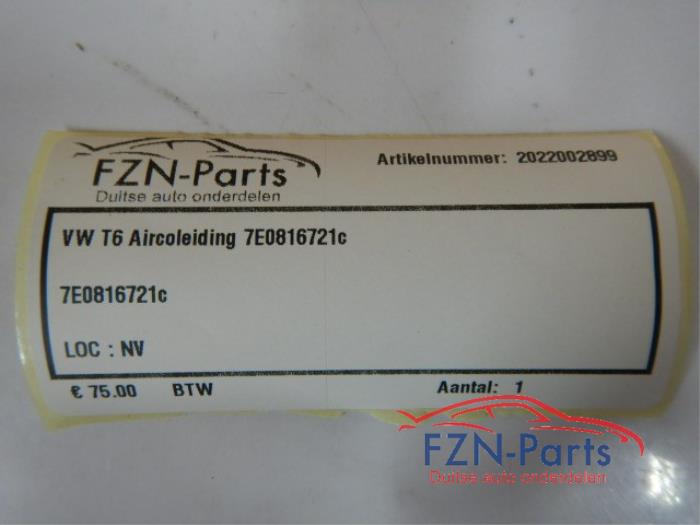 FZN-Parts
Duitse auto onderdelen
Artikelnummer: 2022002899
VW T6 Aircoleiding 7E0816721c
7E0816721c
LOC : NV
€ 75.00 BTW Aantal: 1
FZN-Parts
Duitse auto onderdelen